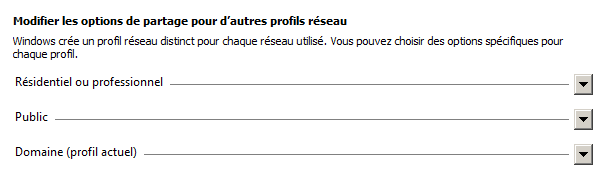 Modifier les options de partage pour d’autres profils réseau
Windows crée un profil réseau distinct pour chaque réseau utilisé. Vous pouvez choisir des options spécifiques pour
chaque profil.
Résidentiel ou professionnel
Public
Domaine (profil actuel)